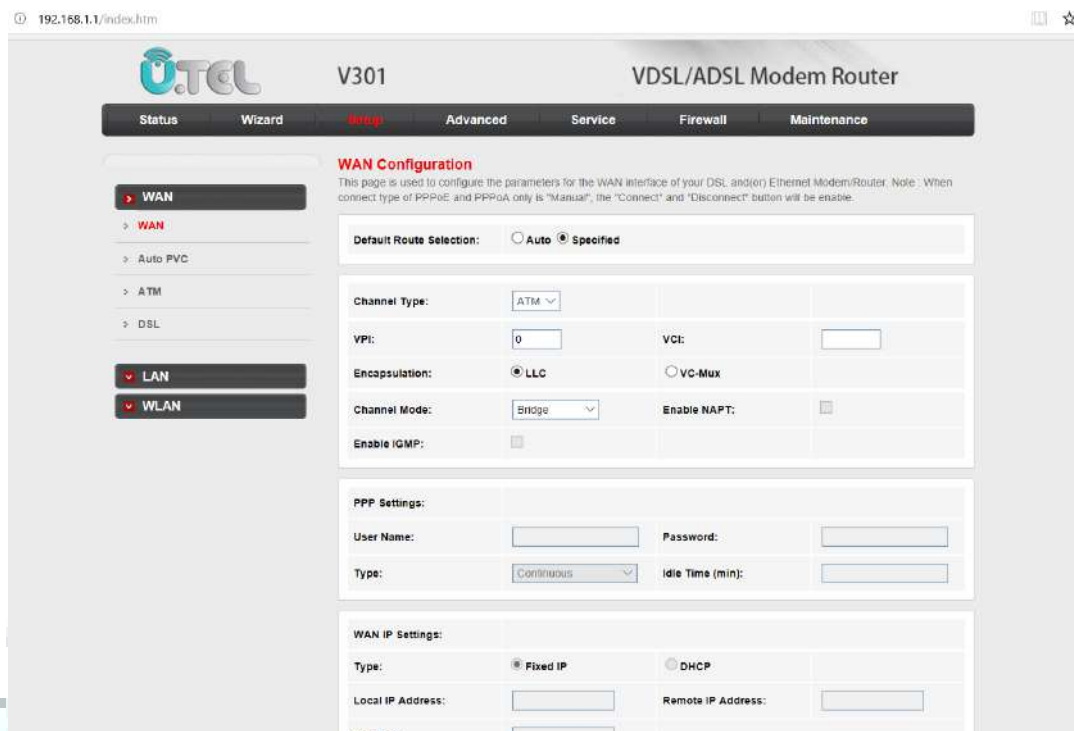 192.168.1.1/index.htm
U.TEL
V301
VDSL/ADSL Modem Router
Status Wizard Setup Advanced Service Firewall Maintenance
WAN
WAN
Auto PVC
ATM
DSL
LAN
WLAN
WAN Configuration
This page is used to configure the parameters for the WAN interface of your DSL and(or) Ethernet Modem/Router. Note : When
connect type of PPPoE and PPPoA only is "Manual", the "Connect" and "Disconnect" button will be enable.
Default Route Selection: Auto Specified
Channel Type: ATM
VPI: 0 VCI:
Encapsulation: LLC VC-Mux
Channel Mode: Bridge Enable NAPT:
Enable IGMP:
PPP Settings:
User Name: Password:
Type: Continuous Idle Time (min):
WAN IP Settings:
Type: Fixed IP DHCP
Local IP Address: Remote IP Address: